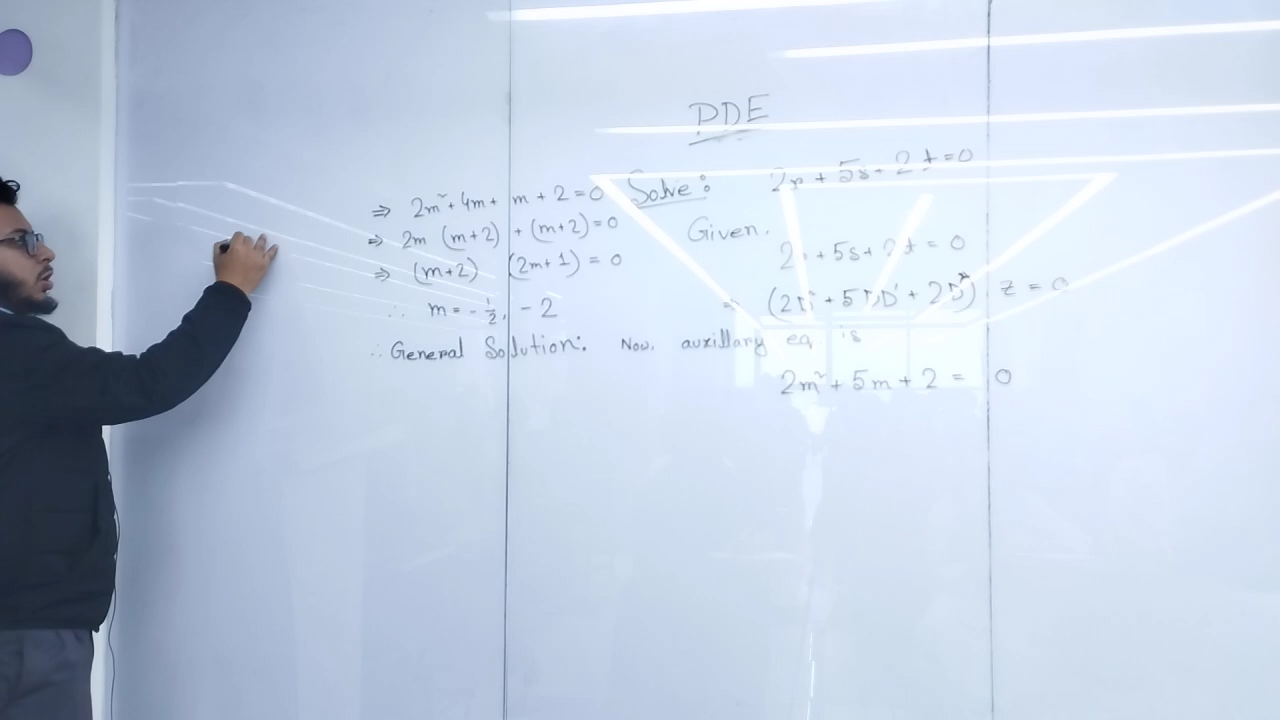 PDE
Solve: 2r + 5s + 2t = 0
Given.
2r + 5s + 2t = 0
⇒ (2D² + 5DD' + 2D'²) z = 0
Now. auxillary eq is
2m² + 5m + 2 = 0
⇒ 2m² + 4m + m + 2 = 0
⇒ 2m (m+2) + (m+2) = 0
⇒ (m+2) (2m+1) = 0
∴ m = -1/2, -2
∴ General Solution: